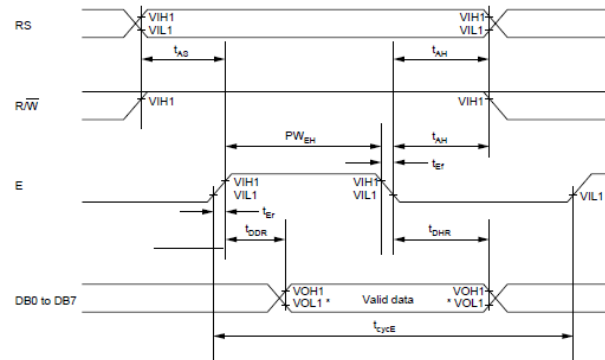 RS
VIH1 VIH1
VIL1 VIL1
tAS tAH
R/W̅ VIH1 VIH1
PWEH tAH
tEf
E VIH1 VIH1
VIL1 VIL1 VIL1
tEr
tDDR tDHR
VOH1 VOH1
DB0 to DB7 VOL1 * Valid data * VOL1
tcycE